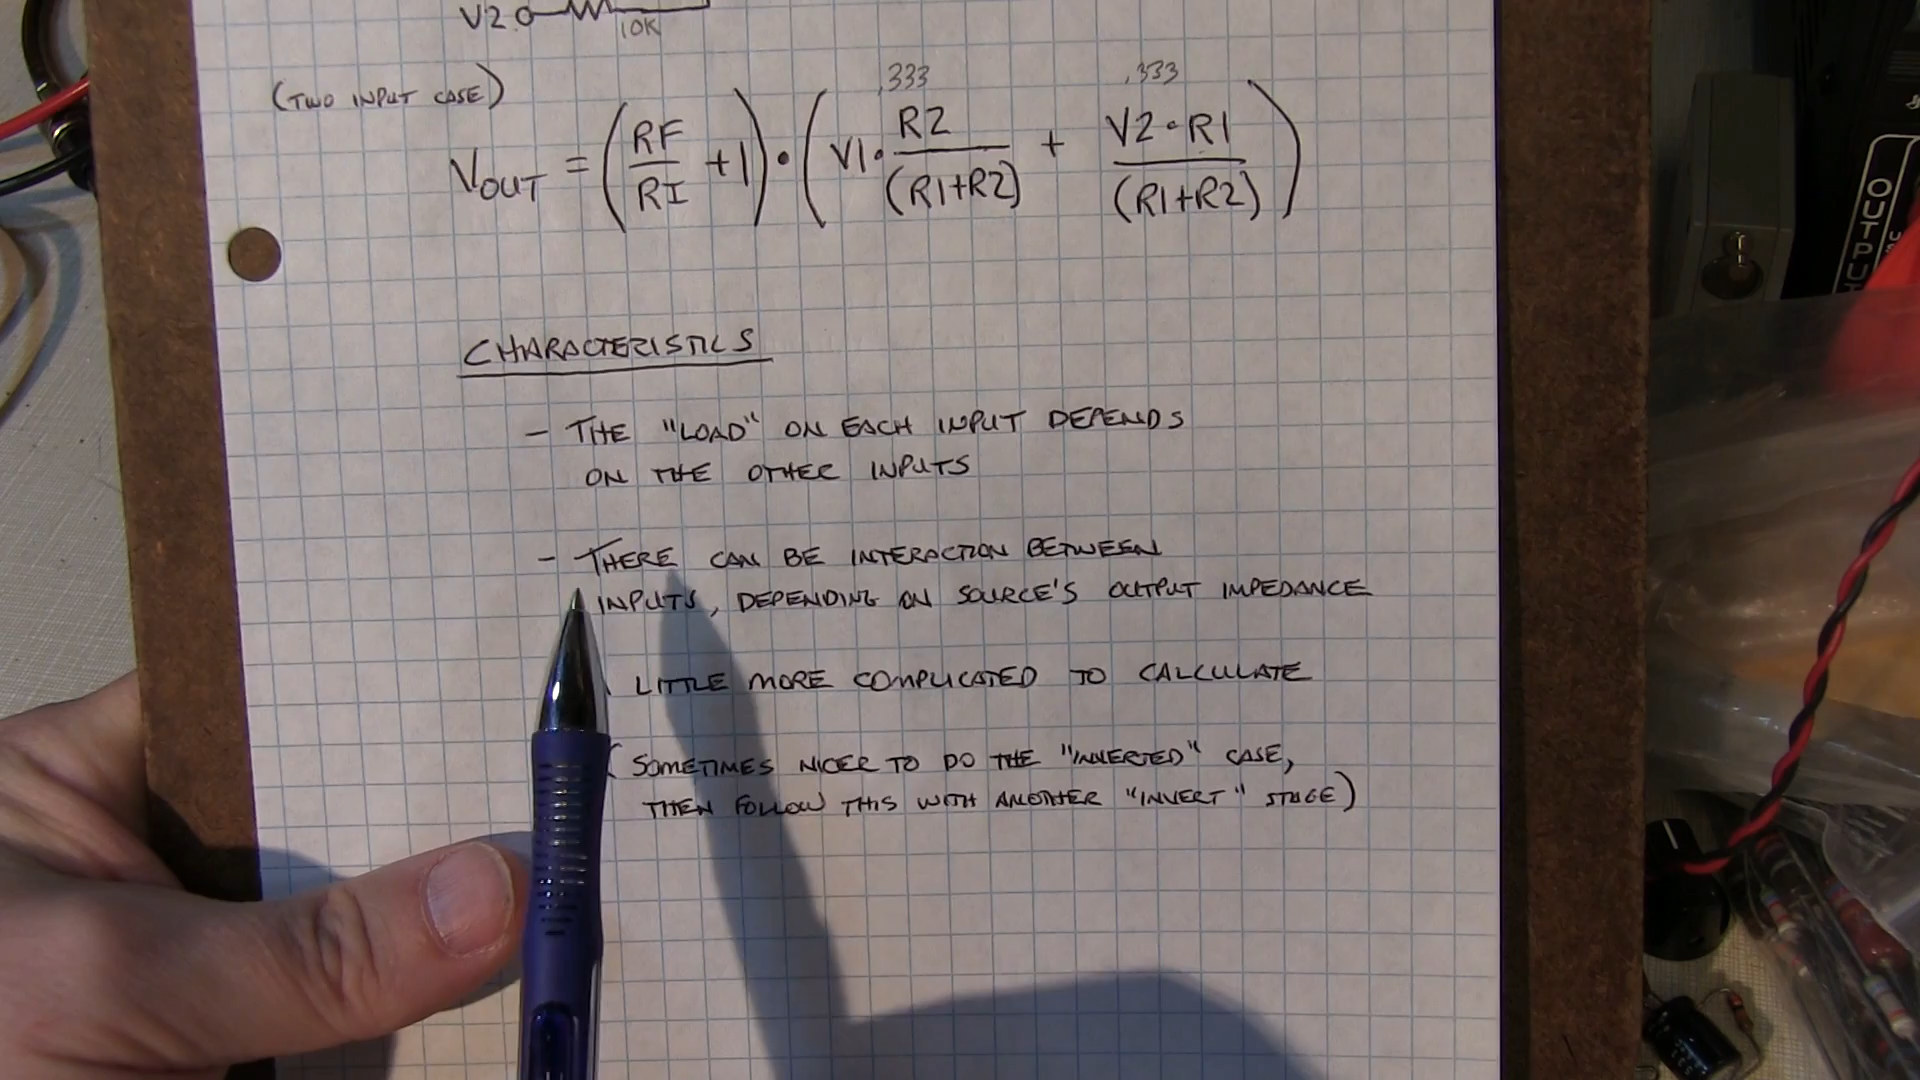 V2
10K
(TWO INPUT CASE)
.333 .333
VOUT = (RF/RI + 1) • (V1 • R2/(R1+R2) + V2 • R1/(R1+R2))
CHARACTERISTICS
- THE "LOAD" ON EACH INPUT DEPENDS
ON THE OTHER INPUTS
- THERE CAN BE INTERACTION BETWEEN
INPUTS, DEPENDING ON SOURCE'S OUTPUT IMPEDANCE
LITTLE MORE COMPLICATED TO CALCULATE
(SOMETIMES NICER TO DO THE "INVERTED" CASE,
THEN FOLLOW THIS WITH ANOTHER "INVERT" STAGE)
OUTPUT